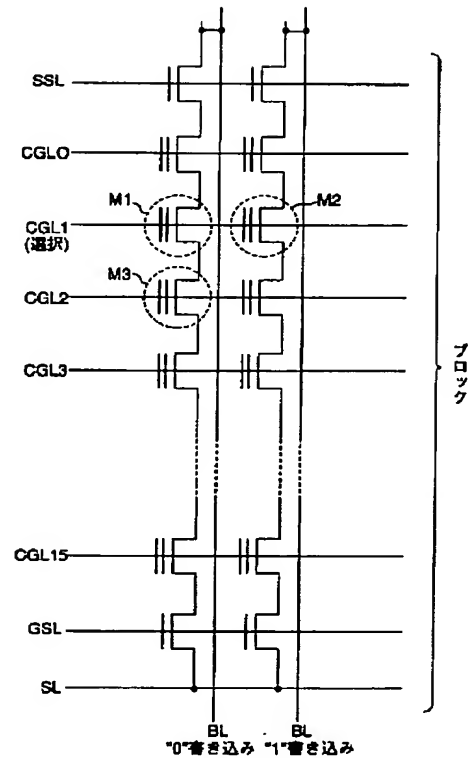 SSL
CGL0
M1
M2
CGL1
(選択)
M3
CGL2
CGL3
ブロック
CGL15
GSL
SL
BL BL
"0"書き込み "1"書き込み